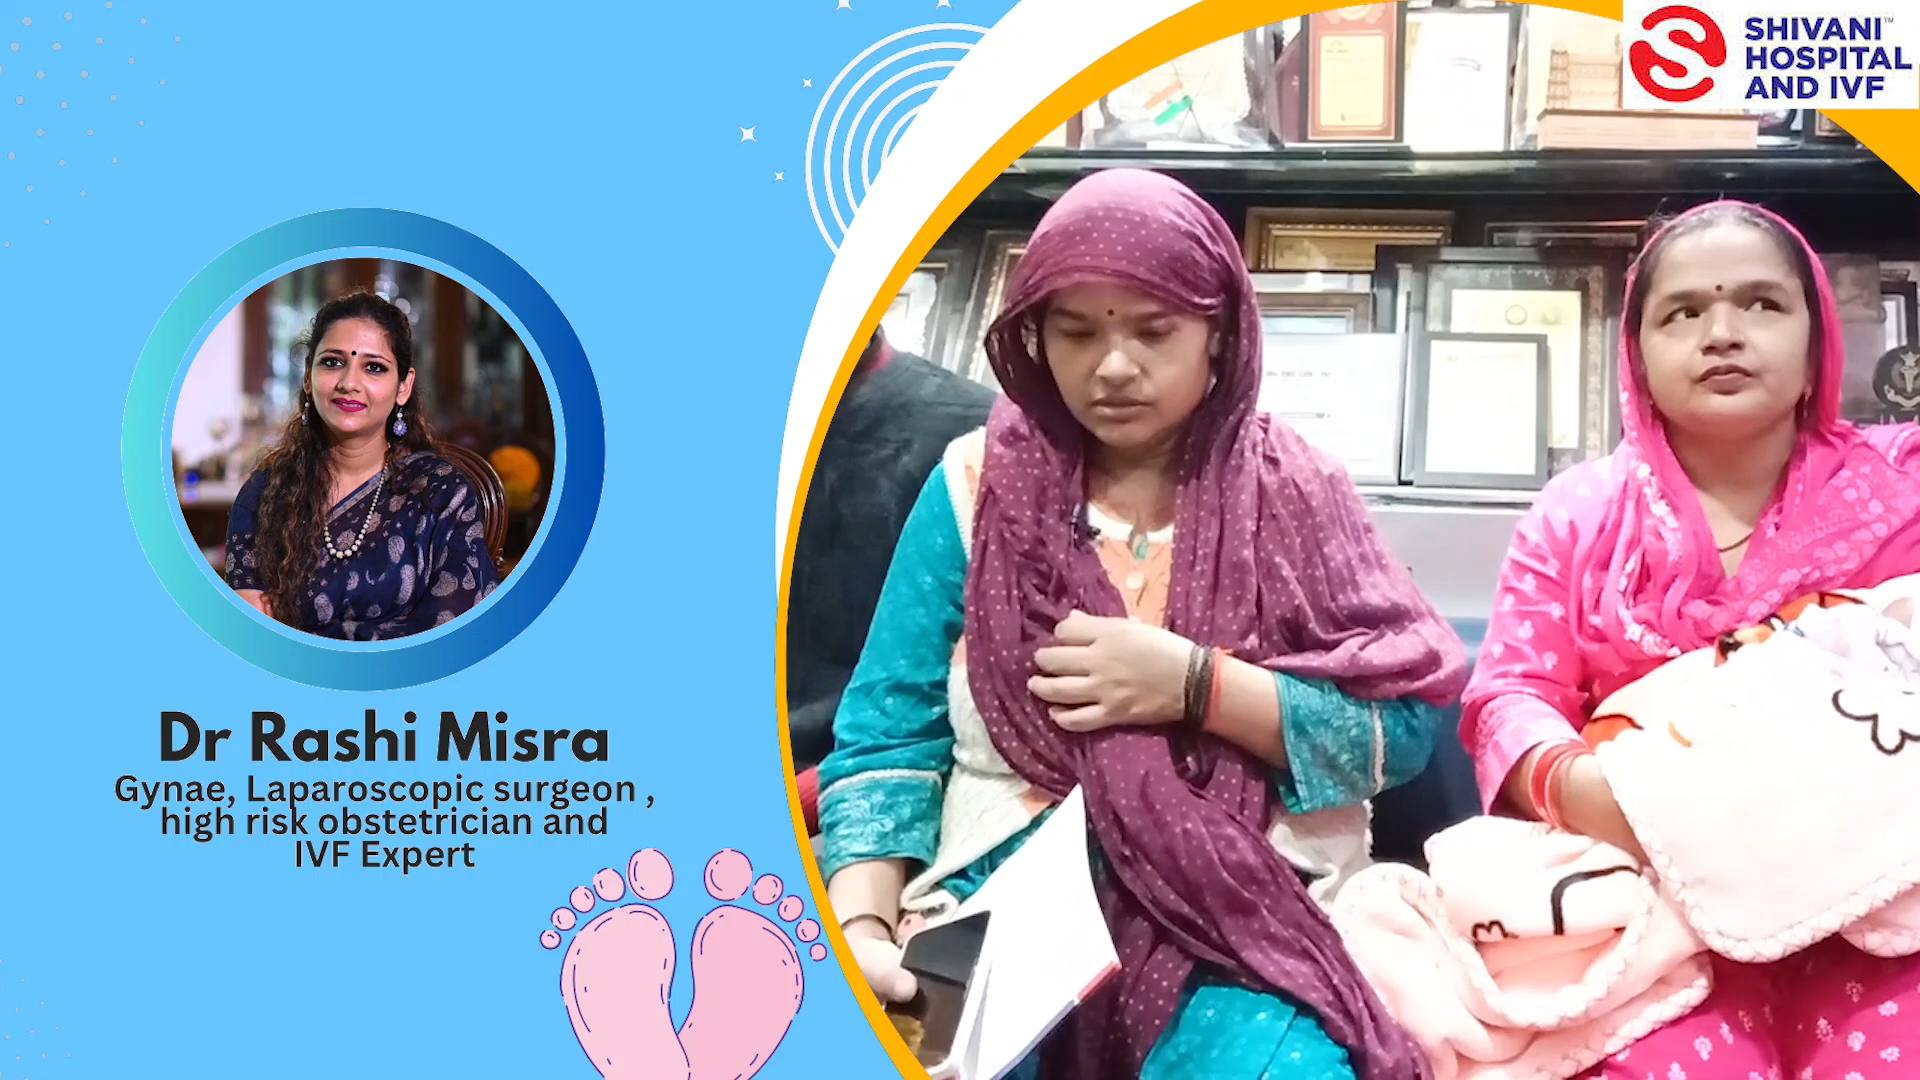 SHIVANI™
HOSPITAL
AND IVF
Dr Rashi Misra
Gynae, Laparoscopic surgeon ,
high risk obstetrician and
IVF Expert